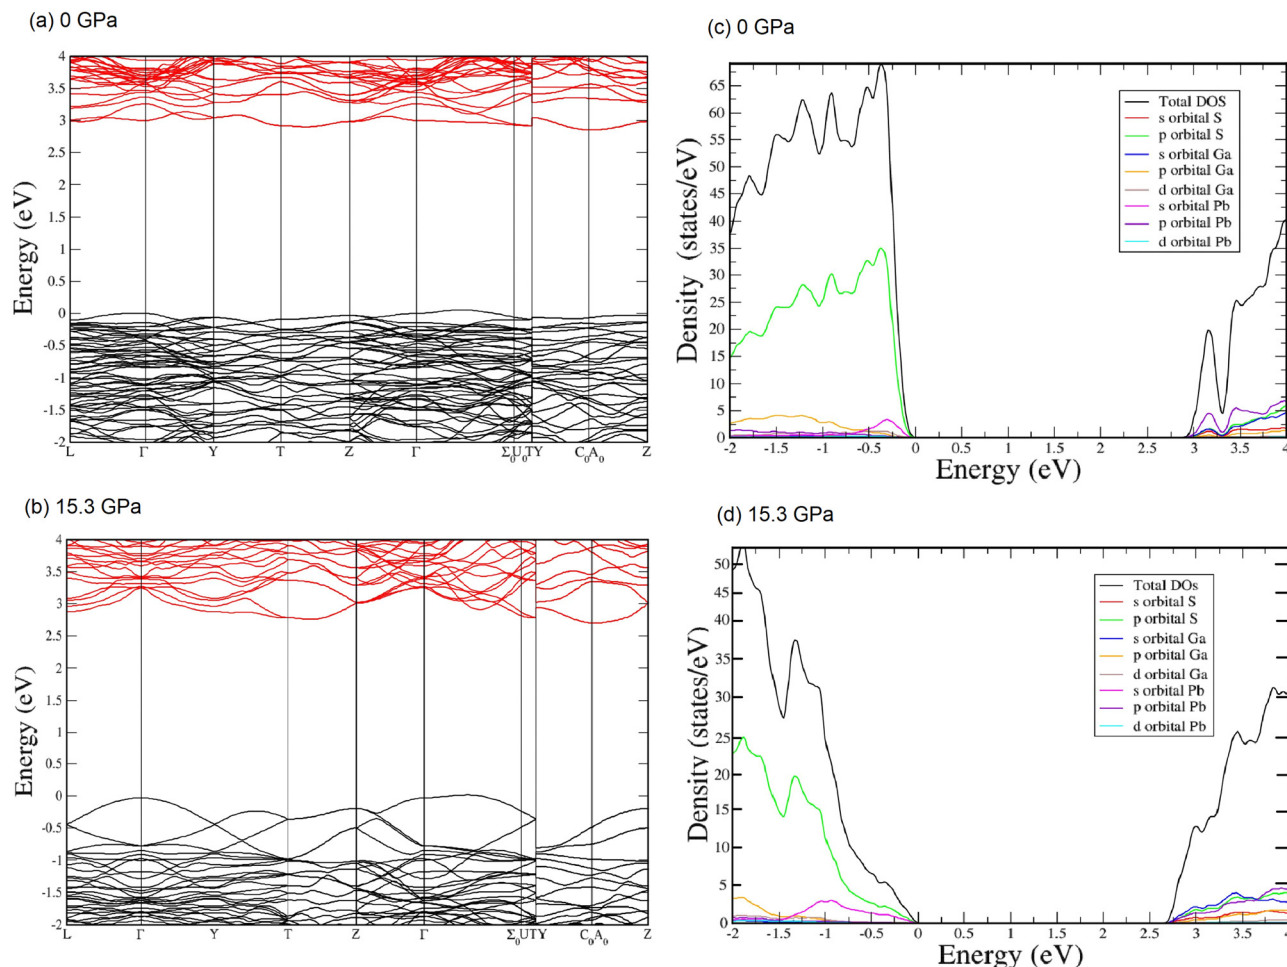 (a) 0 GPa
4
3.5
3
2.5
2
1.5
1
0.5
0
-0.5
-1
-1.5
-2
Energy (eV)
L Γ Y T Z Γ Σ₀U₀TY C₀A₀ Z
(c) 0 GPa
65
60
55
50
45
40
35
30
25
20
15
10
5
0
Density (states/eV)
Total DOS
s orbital S
p orbital S
s orbital Ga
p orbital Ga
d orbital Ga
s orbital Pb
p orbital Pb
d orbital Pb
-2 -1.5 -1 -0.5 0 0.5 1 1.5 2 2.5 3 3.5 4
Energy (eV)
(b) 15.3 GPa
4
3.5
3
2.5
2
1.5
1
0.5
0
-0.5
-1
-1.5
-2
Energy (eV)
L Γ Y T Z Γ Σ₀UTY C₀A₀ Z
(d) 15.3 GPa
50
45
40
35
30
25
20
15
10
5
0
Density (states/eV)
Total DOs
s orbital S
p orbital S
s orbital Ga
p orbital Ga
d orbital Ga
s orbital Pb
p orbital Pb
d orbital Pb
-2 -1.5 -1 -0.5 0 0.5 1 1.5 2 2.5 3 3.5 4
Energy (eV)